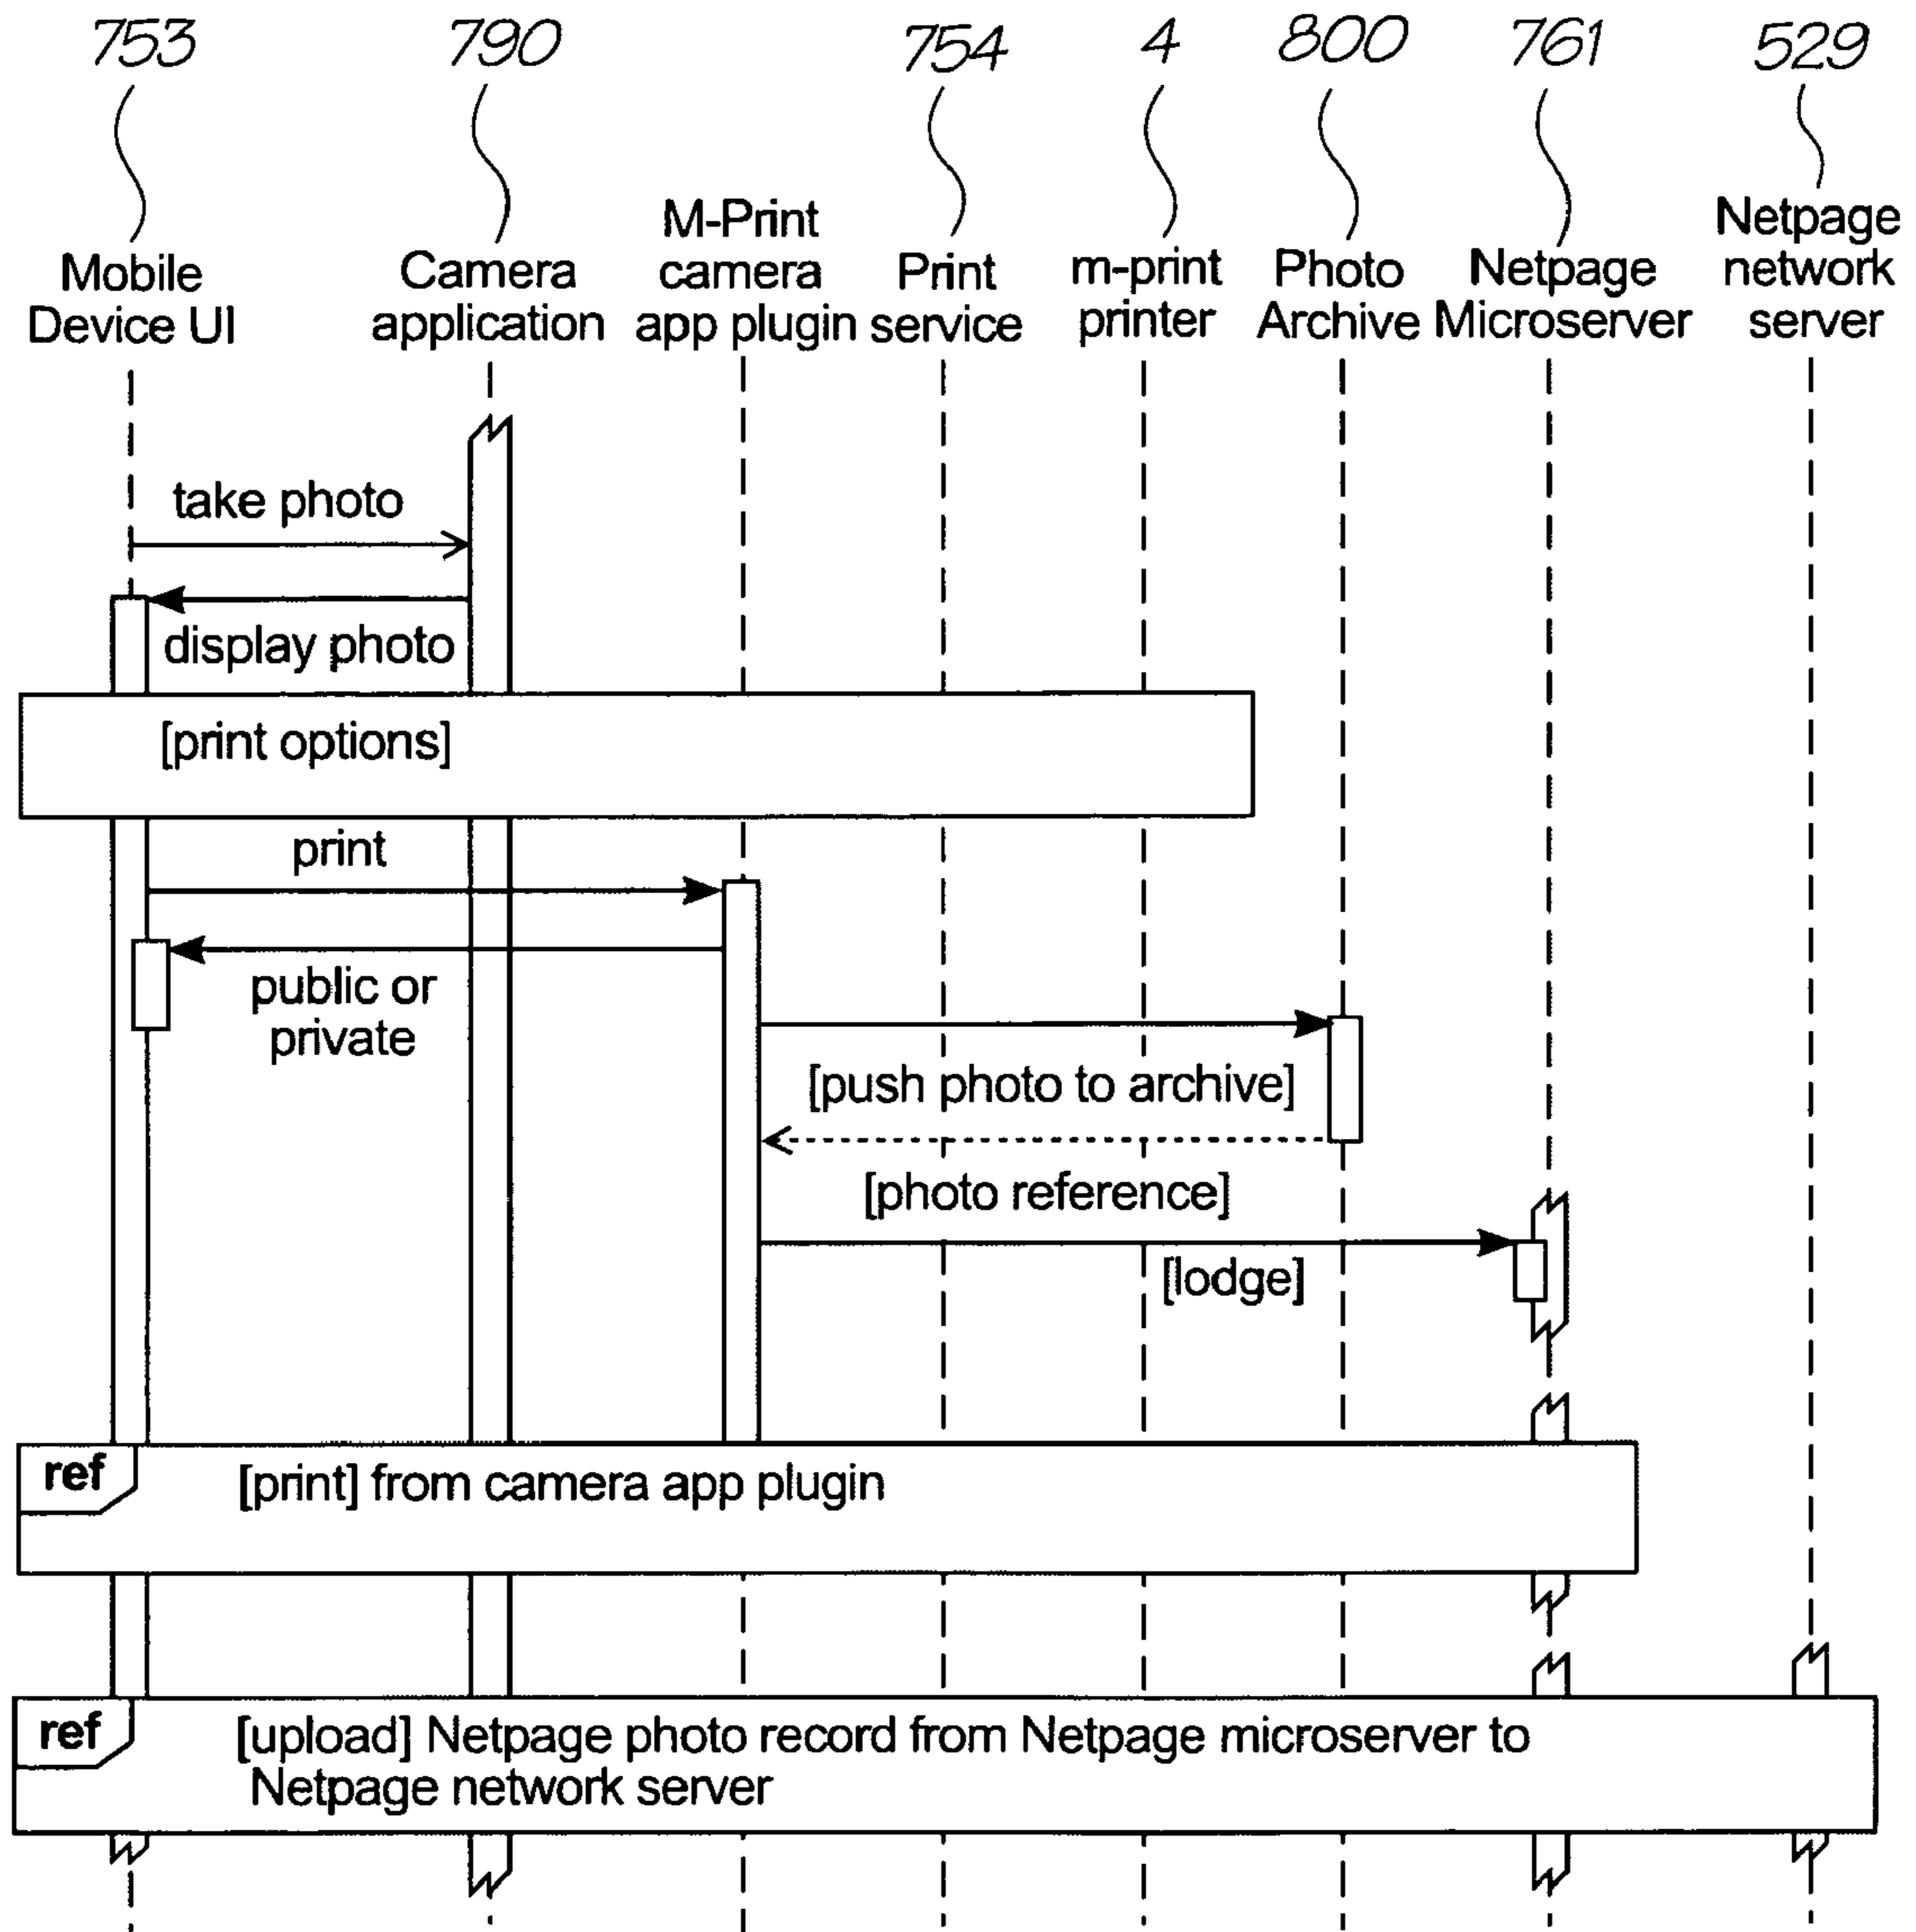 753 790 754 4 800 761 529
Mobile
Device UI
Camera
application
M-Print
camera
app plugin
Print
service
m-print
printer
Photo
Archive
Netpage
Microserver
Netpage
network
server
take photo
display photo
[print options]
print
public or
private
[push photo to archive]
[photo reference]
[lodge]
ref
[print] from camera app plugin
ref
[upload] Netpage photo record from Netpage microserver to
Netpage network server